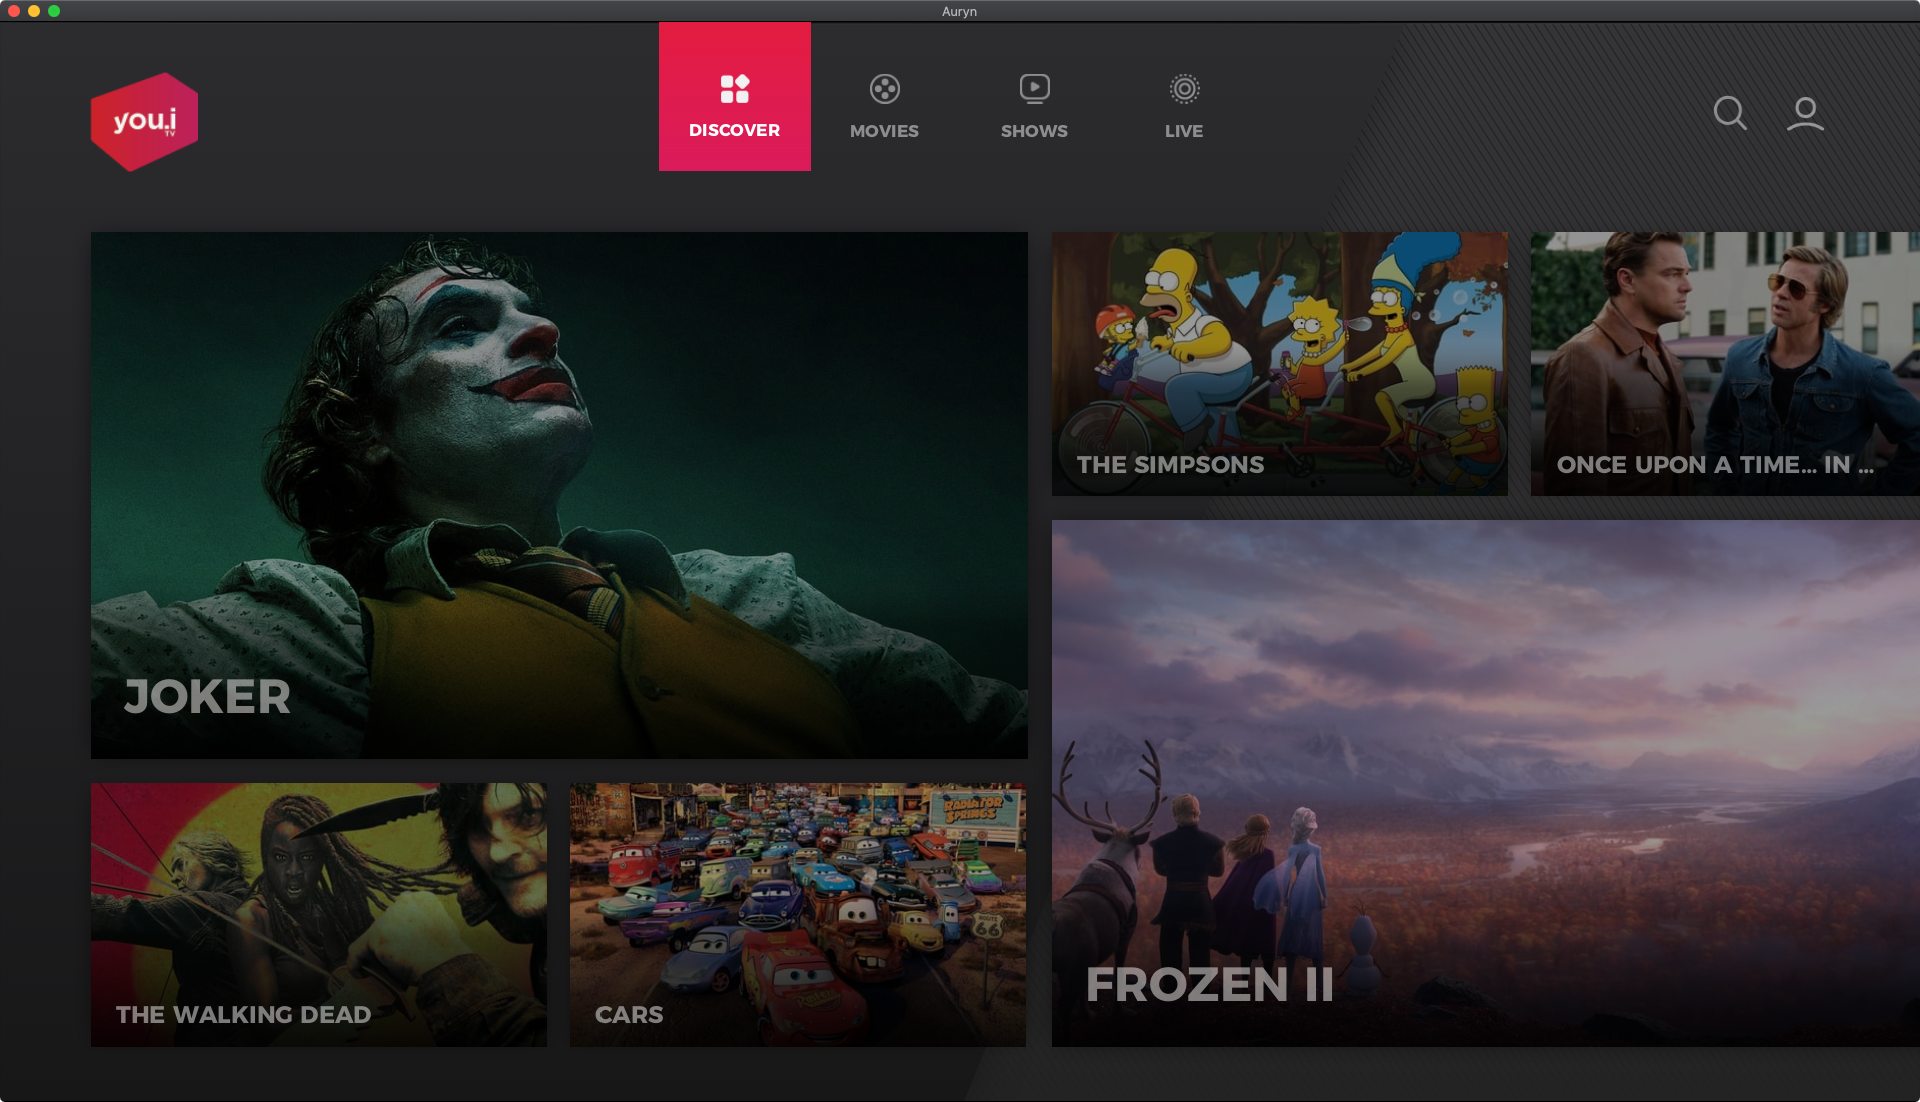 Auryn
you.i
TV
DISCOVER
MOVIES
SHOWS
LIVE
JOKER
THE SIMPSONS
ONCE UPON A TIME... IN ...
THE WALKING DEAD
RADIATOR
SPRINGS
ROUTE
66
CARS
FROZEN II